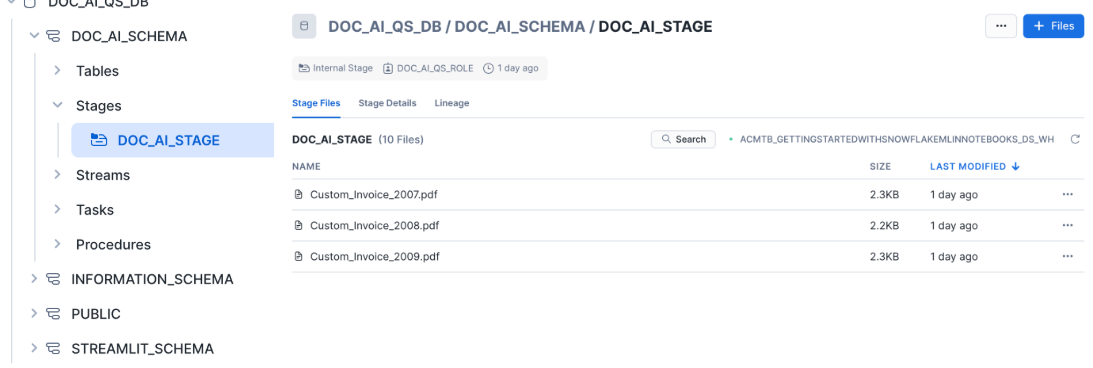 DOC_AI_QS_DB
DOC_AI_SCHEMA
Tables
Stages
DOC_AI_STAGE
Streams
Tasks
Procedures
INFORMATION_SCHEMA
PUBLIC
STREAMLIT_SCHEMA
DOC_AI_QS_DB / DOC_AI_SCHEMA / DOC_AI_STAGE
... + Files
Internal Stage DOC_AI_QS_ROLE 1 day ago
Stage Files Stage Details Lineage
DOC_AI_STAGE (10 Files) Search ACMTB_GETTINGSTARTEDWITHSNOWFLAKEMLINNOTEBOOKS_DS_WH
NAME SIZE LAST MODIFIED
Custom_Invoice_2007.pdf 2.3KB 1 day ago ...
Custom_Invoice_2008.pdf 2.2KB 1 day ago ...
Custom_Invoice_2009.pdf 2.3KB 1 day ago ...